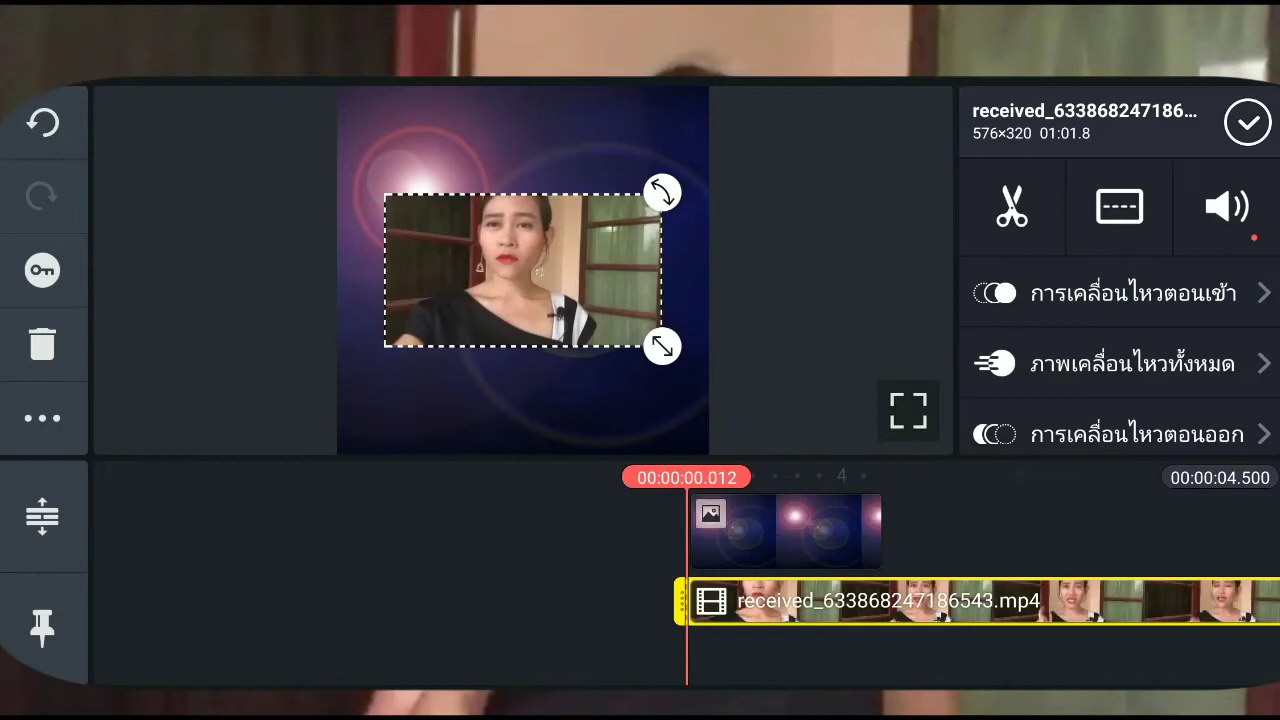 received_633868247186...
576×320 01:01.8
การเคลื่อนไหวตอนเข้า
ภาพเคลื่อนไหวทั้งหมด
การเคลื่อนไหวตอนออก
00:00:00.012
4
00:00:04.500
received_633868247186543.mp4